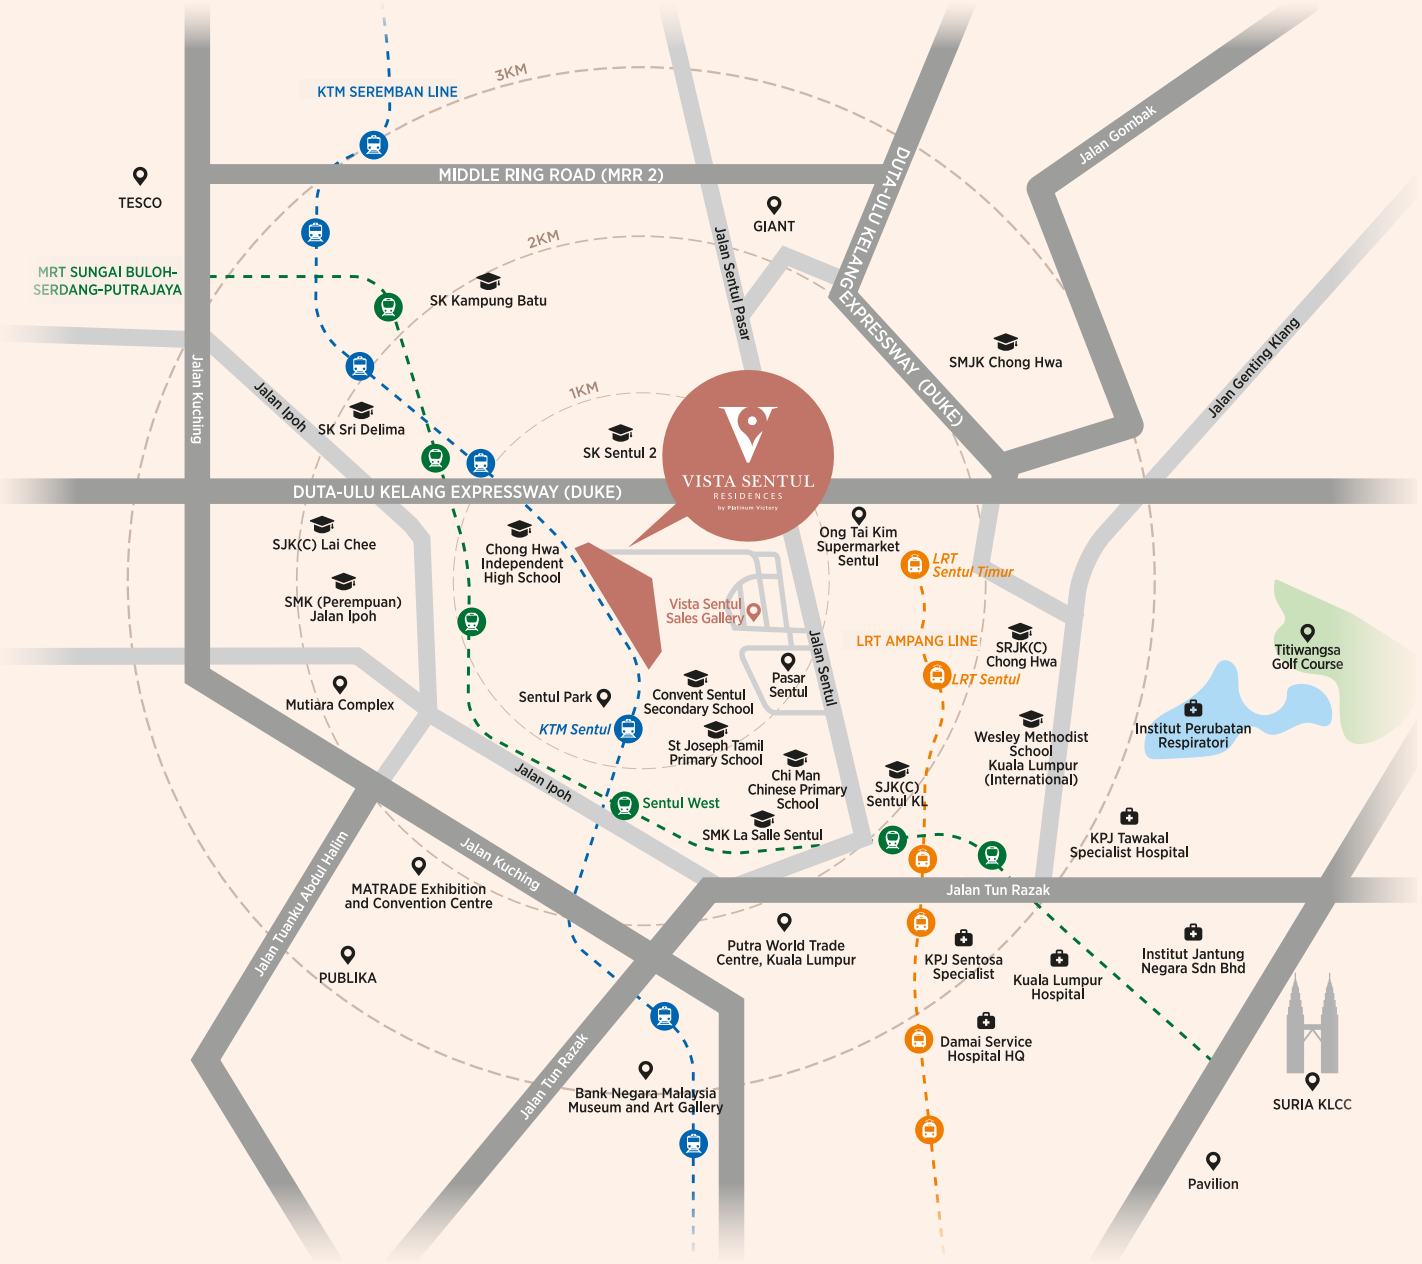 3KM
KTM SEREMBAN LINE
Jalan Gombak
MIDDLE RING ROAD (MRR 2)
TESCO
DUTA-ULU KELANG EXPRESSWAY (DUKE)
GIANT
2KM
Jalan Sentul Pasar
MRT SUNGAI BULOH-
SERDANG-PUTRAJAYA
SK Kampung Batu
SMJK Chong Hwa
Jalan Genting Klang
Jalan Kuching
Jalan Ipoh
1KM
SK Sri Delima
SK Sentul 2
V
VISTA SENTUL
RESIDENCES
by Platinum Victory
DUTA-ULU KELANG EXPRESSWAY (DUKE)
SJK(C) Lai Chee
Chong Hwa
Independent
High School
Ong Tai Kim
Supermarket
Sentul
LRT
Sentul Timur
SMK (Perempuan)
Jalan Ipoh
Vista Sentul
Sales Gallery
Jalan Sentul
LRT AMPANG LINE
SRJK(C)
Chong Hwa
Titiwangsa
Golf Course
Mutiara Complex
Sentul Park
Convent Sentul
Secondary School
Pasar
Sentul
LRT Sentul
KTM Sentul
St Joseph Tamil
Primary School
Wesley Methodist
School
Kuala Lumpur
(International)
Institut Perubatan
Respiratori
Jalan Ipoh
Chi Man
Chinese Primary
School
SJK(C)
Sentul KL
Sentul West
SMK La Salle Sentul
KPJ Tawakal
Specialist Hospital
Jalan Tuanku Abdul Halim
Jalan Kuching
MATRADE Exhibition
and Convention Centre
Jalan Tun Razak
PUBLIKA
Putra World Trade
Centre, Kuala Lumpur
KPJ Sentosa
Specialist
Kuala Lumpur
Hospital
Institut Jantung
Negara Sdn Bhd
Damai Service
Hospital HQ
Jalan Tun Razak
Bank Negara Malaysia
Museum and Art Gallery
SURIA KLCC
Pavilion